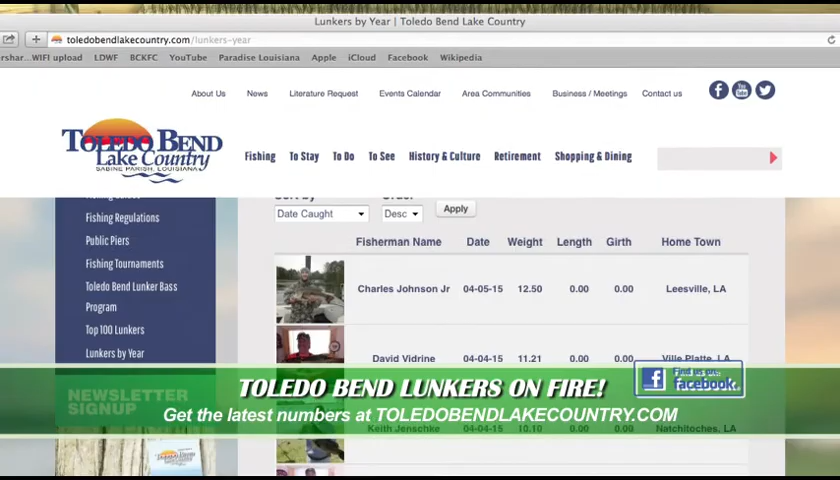 Lunkers by Year | Toledo Bend Lake Country
toledobendlakecountry.com/lunkers-year
rshar...WIFI upload LDWF BCKFC YouTube Paradise Louisiana Apple iCloud Facebook Wikipedia
About Us News Literature Request Events Calendar Area Communities Business / Meetings Contact us
TOLEDO BEND
Lake Country
SABINE PARISH, LOUISIANA
Fishing To Stay To Do To See History & Culture Retirement Shopping & Dining
Sort by Order
Date Caught Desc Apply
Fishing Regulations
Public Piers
Fishing Tournaments
Toledo Bend Lunker Bass
Program
Top 100 Lunkers
Lunkers by Year
Fisherman Name Date Weight Length Girth Home Town
Charles Johnson Jr 04-05-15 12.50 0.00 0.00 Leesville, LA
David Vidrine 04-04-15 11.21 0.00 0.00 Ville Platte, LA
Keith Jenschke 04-04-15 10.10 0.00 0.00 Natchitoches, LA
NEWSLETTER
SIGNUP
TOLEDO BEND LUNKERS ON FIRE!
Get the latest numbers at TOLEDOBENDLAKECOUNTRY.COM
Find us on...
facebook